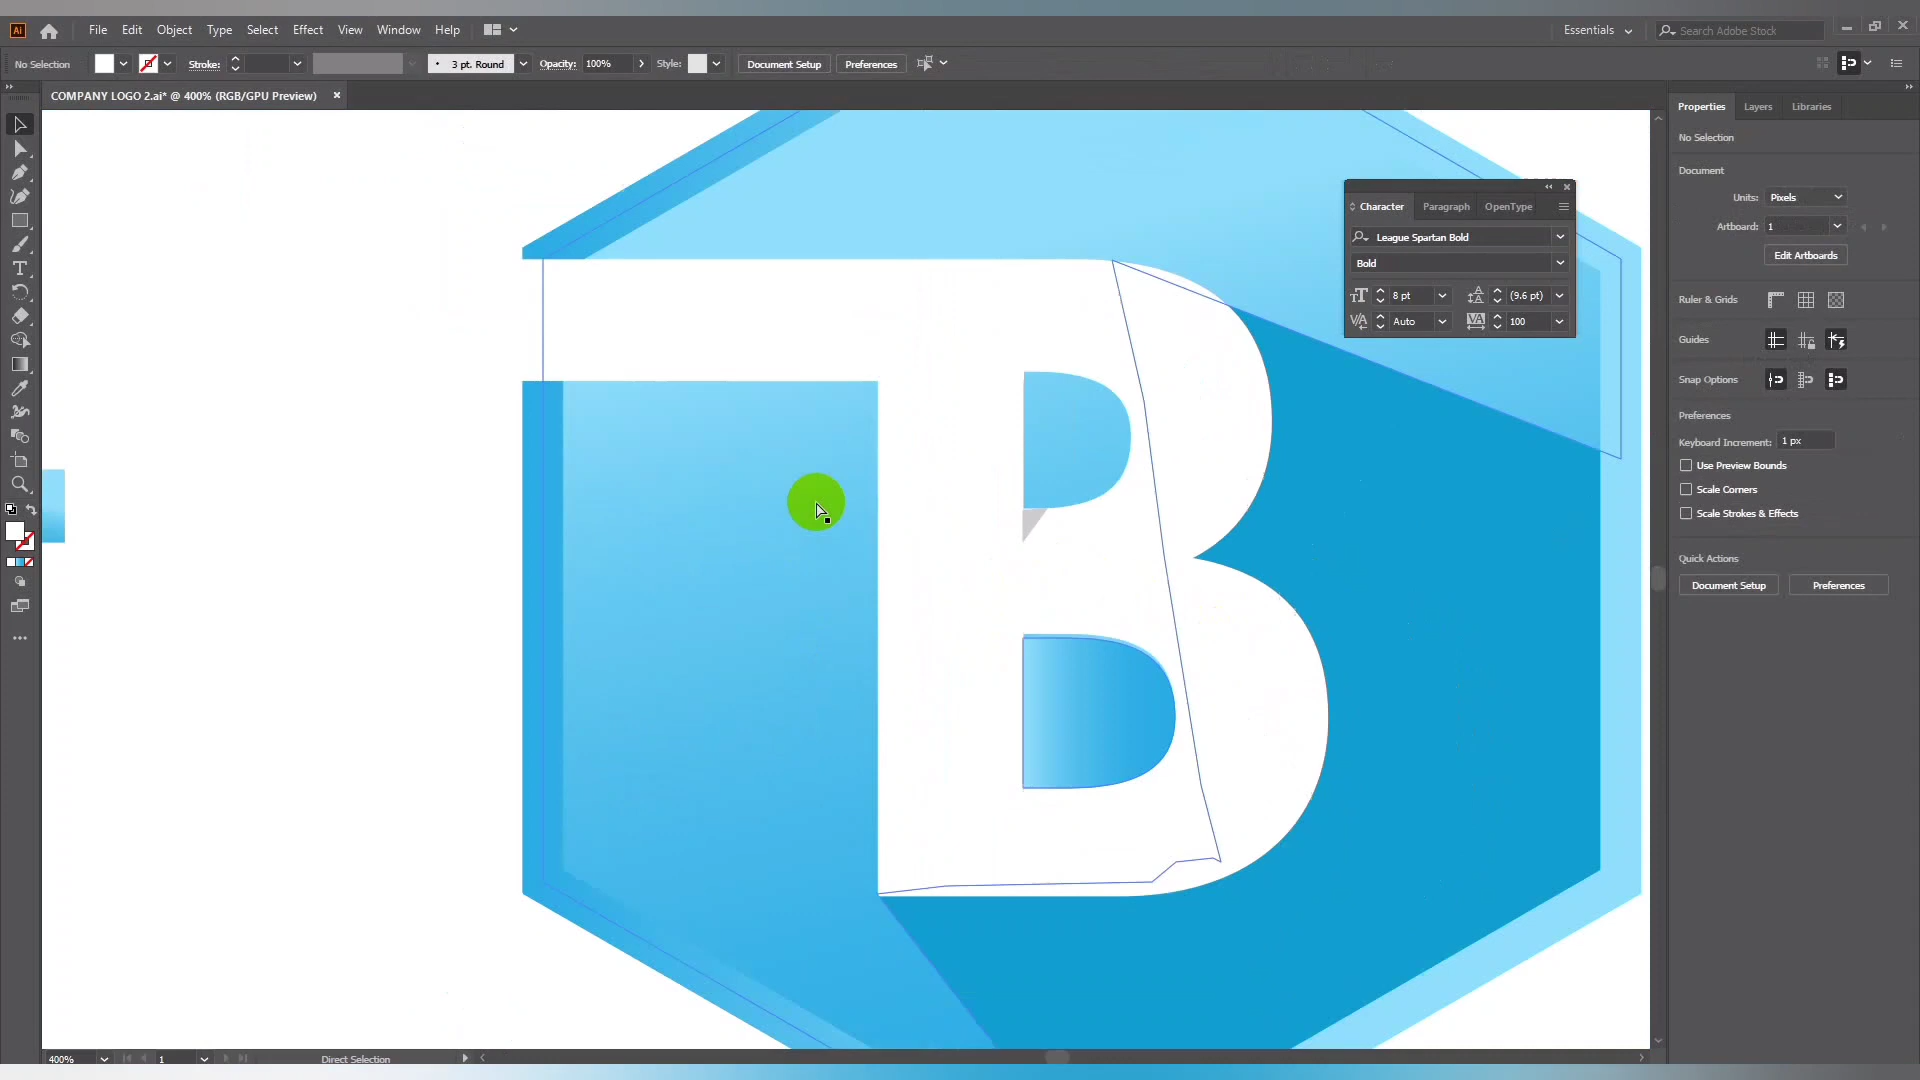 Ai File Edit Object Type Select Effect View Window Help Essentials Search Adobe Stock
No Selection Stroke: 3 pt. Round Opacity: 100% Style: Document Setup Preferences
COMPANY LOGO 2.ai* @ 400% (RGB/GPU Preview)
Properties Layers Libraries
No Selection
Document
Units: Pixels
Artboard: 1
Edit Artboards
Ruler & Grids
Guides
Snap Options
Preferences
Keyboard Increment: 1 px
Use Preview Bounds
Scale Corners
Scale Strokes & Effects
Quick Actions
Document Setup Preferences
Character Paragraph OpenType
League Spartan Bold
Bold
8 pt (9.6 pt)
Auto 100
B
400% 1 Direct Selection